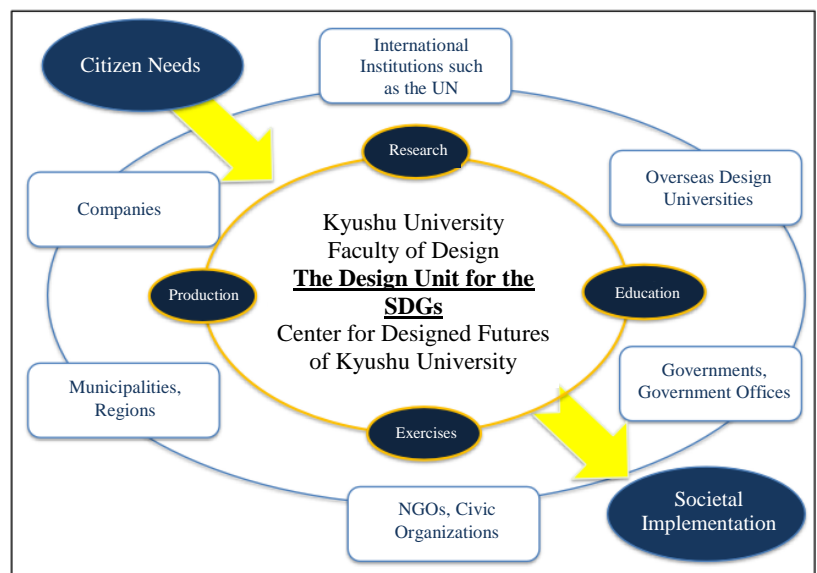 Citizen Needs
International
Institutions such
as the UN
Research
Overseas Design
Universities
Companies
Kyushu University
Faculty of Design
The Design Unit for the
SDGs
Center for Designed Futures
of Kyushu University
Production
Education
Municipalities,
Regions
Governments,
Government Offices
Exercises
NGOs, Civic
Organizations
Societal
Implementation